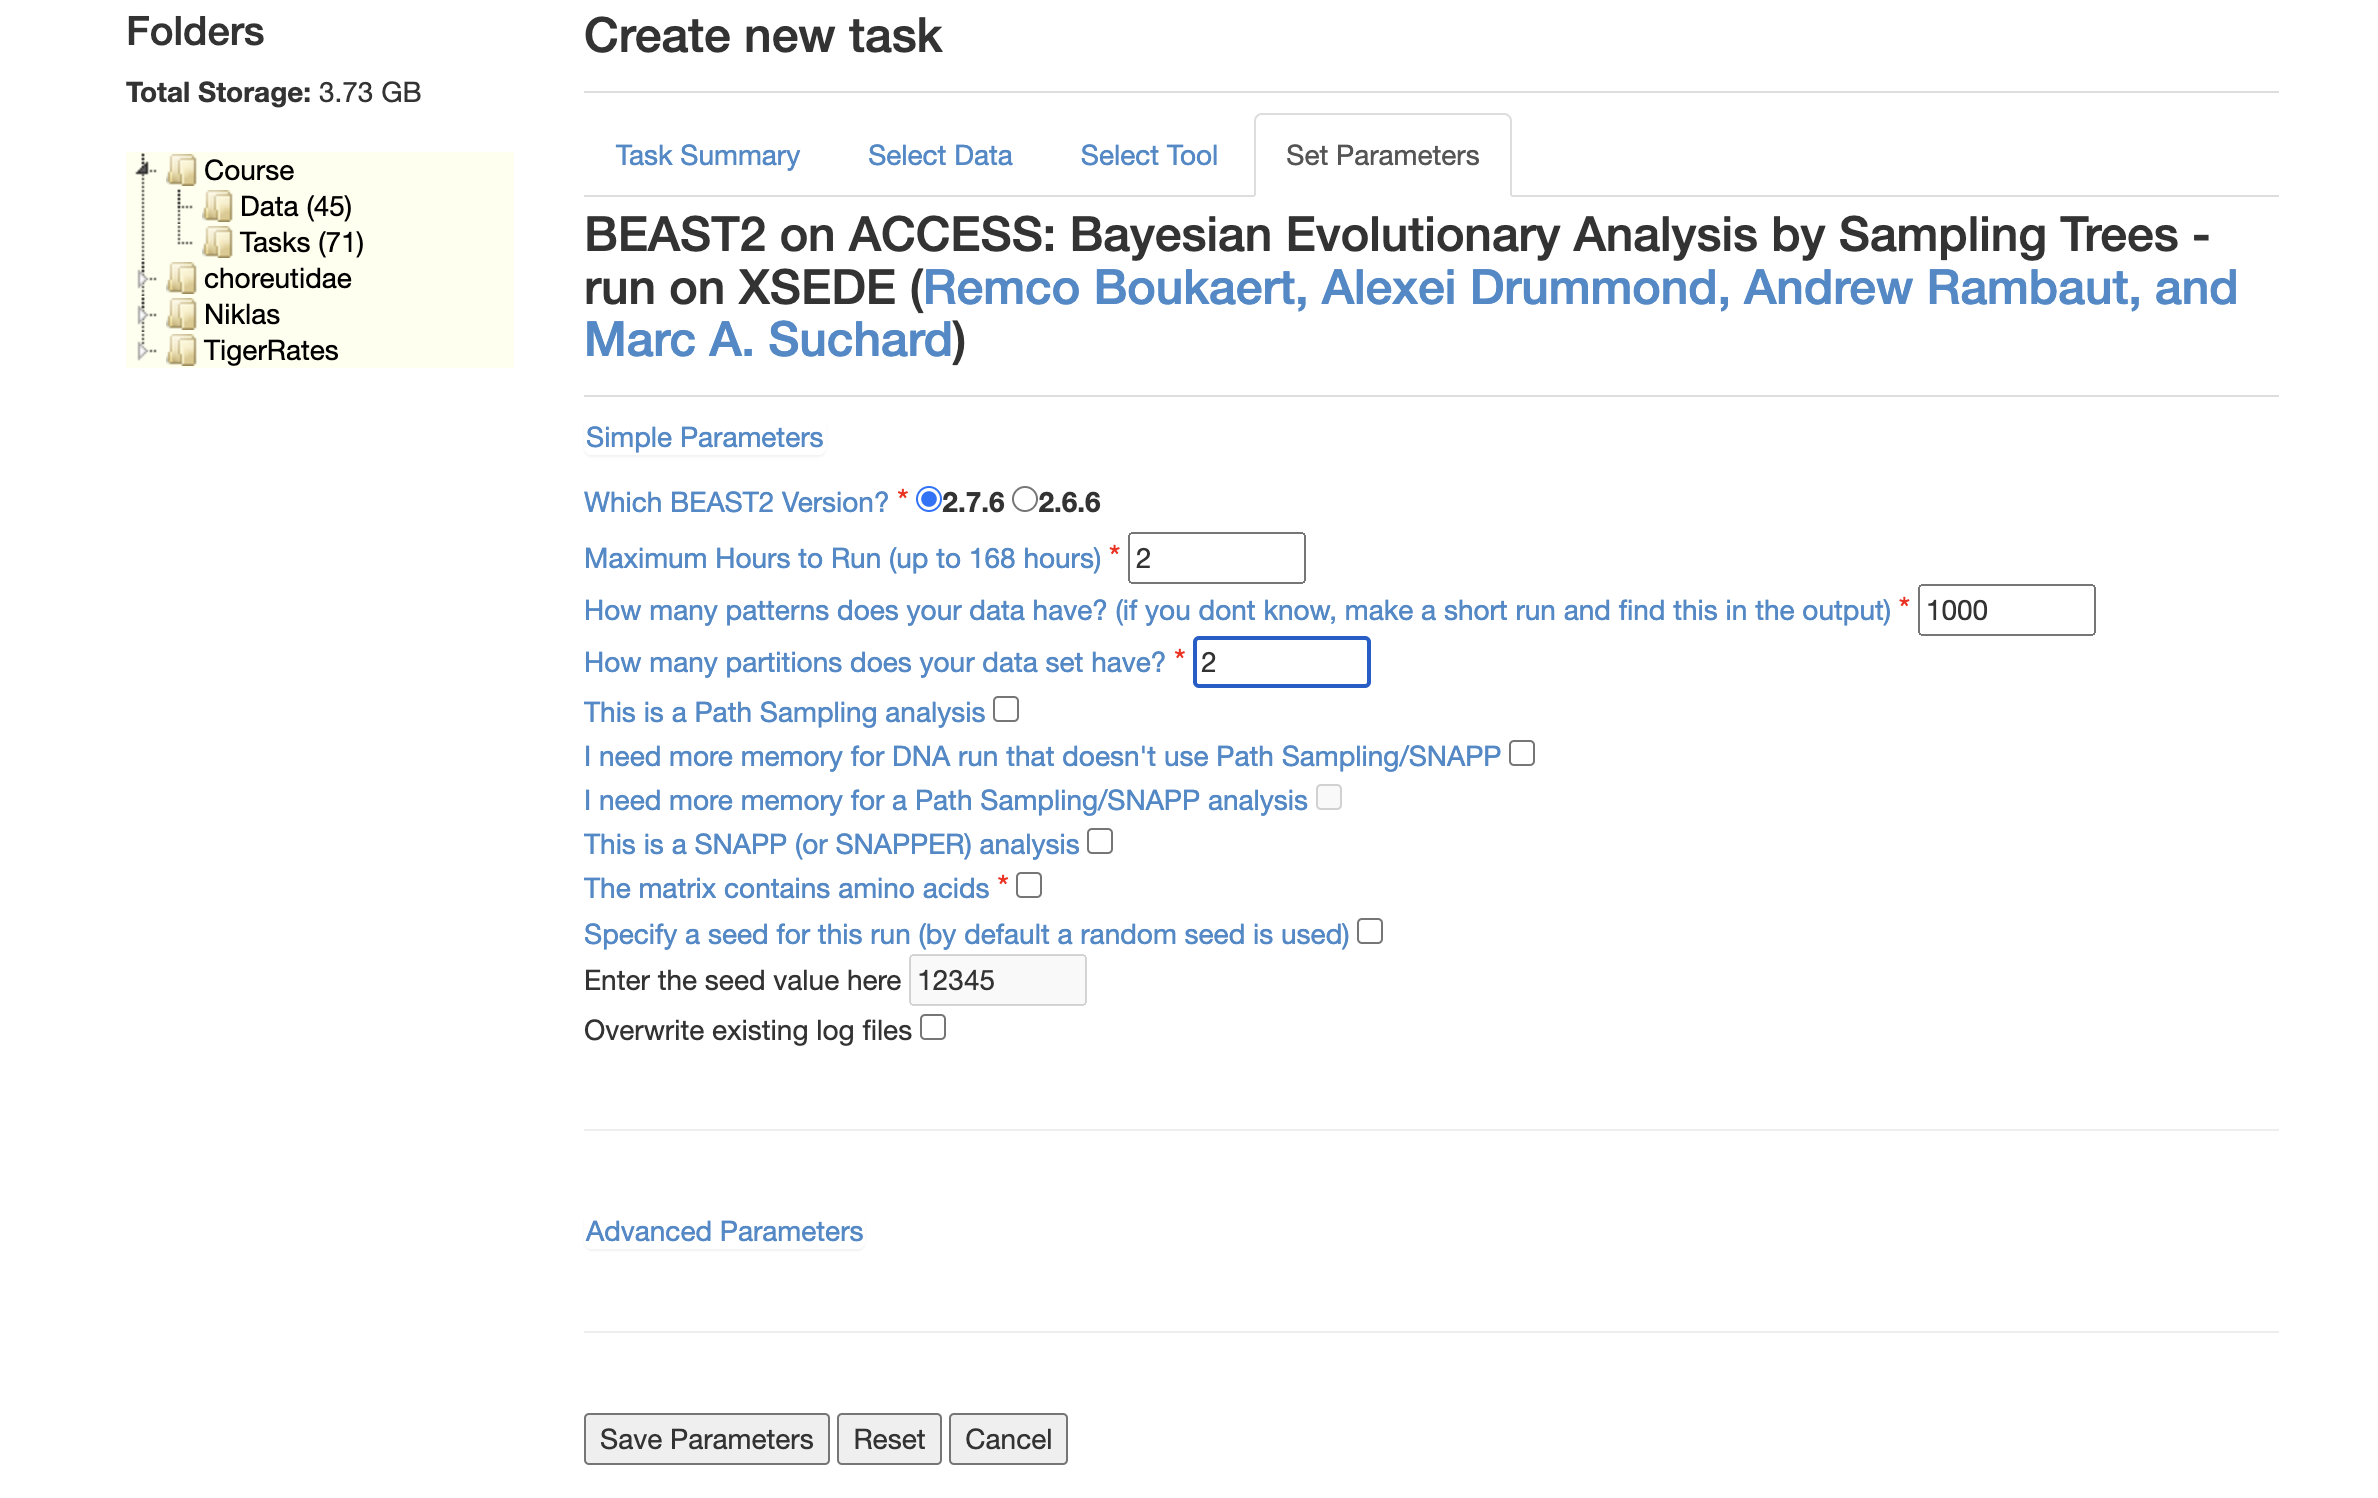 Folders
Total Storage: 3.73 GB
Course
Data (45)
Tasks (71)
choreutidae
Niklas
TigerRates
Create new task
Task Summary
Select Data
Select Tool
Set Parameters
BEAST2 on ACCESS: Bayesian Evolutionary Analysis by Sampling Trees -
run on XSEDE (Remco Boukaert, Alexei Drummond, Andrew Rambaut, and
Marc A. Suchard)
Simple Parameters
Which BEAST2 Version? * 2.7.6 2.6.6
Maximum Hours to Run (up to 168 hours) * 2
How many patterns does your data have? (if you dont know, make a short run and find this in the output) * 1000
How many partitions does your data set have? * 2
This is a Path Sampling analysis
I need more memory for DNA run that doesn't use Path Sampling/SNAPP
I need more memory for a Path Sampling/SNAPP analysis
This is a SNAPP (or SNAPPER) analysis
The matrix contains amino acids *
Specify a seed for this run (by default a random seed is used)
Enter the seed value here 12345
Overwrite existing log files
Advanced Parameters
Save Parameters Reset Cancel